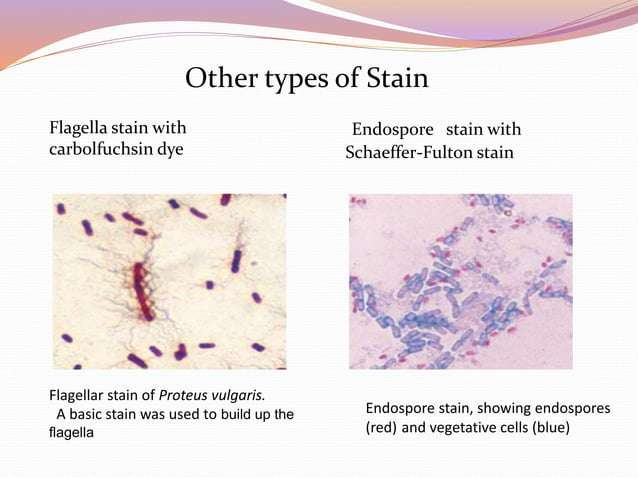 Other types of Stain
Flagella stain with
carbolfuchsin dye
Endospore stain with
Schaeffer-Fulton stain
Flagellar stain of Proteus vulgaris.
A basic stain was used to build up the
flagella
Endospore stain, showing endospores
(red) and vegetative cells (blue)